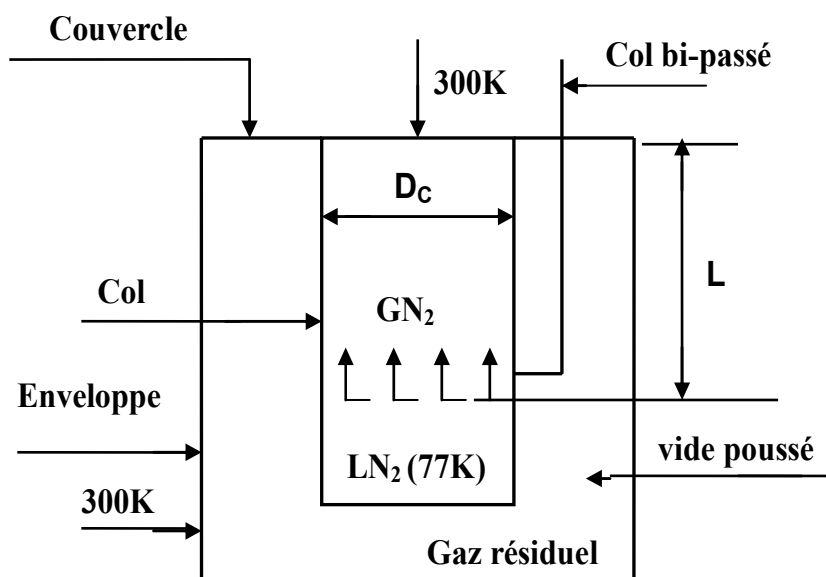 Couvercle
Col bi-passé
300K
D_C
L
Col
GN₂
Enveloppe
vide poussé
LN₂ (77K)
300K
Gaz résiduel